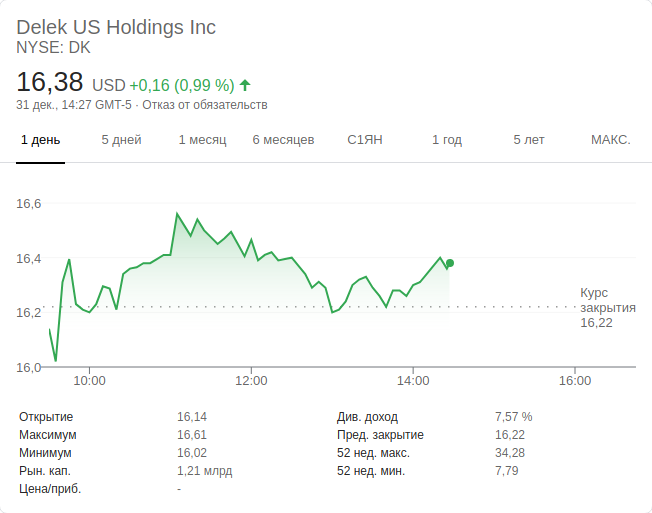 Delek US Holdings Inc
NYSE: DK
16,38 USD +0,16 (0,99 %)
31 дек., 14:27 GMT-5 · Отказ от обязательств
1 день 5 дней 1 месяц 6 месяцев С1ЯН 1 год 5 лет МАКС.
16,6
16,4
Курс
закрытия
16,22
16,2
16,0
10:00 12:00 14:00 16:00
Открытие 16,14 Див. доход 7,57 %
Максимум 16,61 Пред. закрытие 16,22
Минимум 16,02 52 нед. макс. 34,28
Рын. кап. 1,21 млрд 52 нед. мин. 7,79
Цена/приб. -